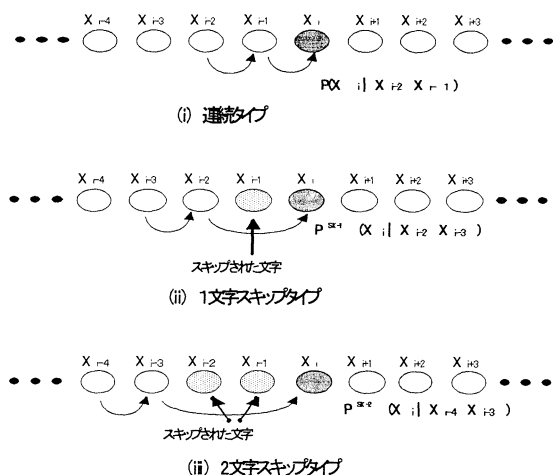 X i-4 X i-3 X i-2 X i-1 X i X i+1 X i+2 X i+3
P(X i| X i-2 X i-1 )
(i) 連続タイプ
X i-4 X i-3 X i-2 X i-1 X i X i+1 X i+2 X i+3
P SK-1 ( X i| X i-2 X i-3 )
スキップされた文字
(ii) 1文字スキップタイプ
X i-4 X i-3 X i-2 X i-1 X i X i+1 X i+2 X i+3
P SK-2 ( X i| X i-4 X i-3 )
スキップされた文字
(iii) 2文字スキップタイプ